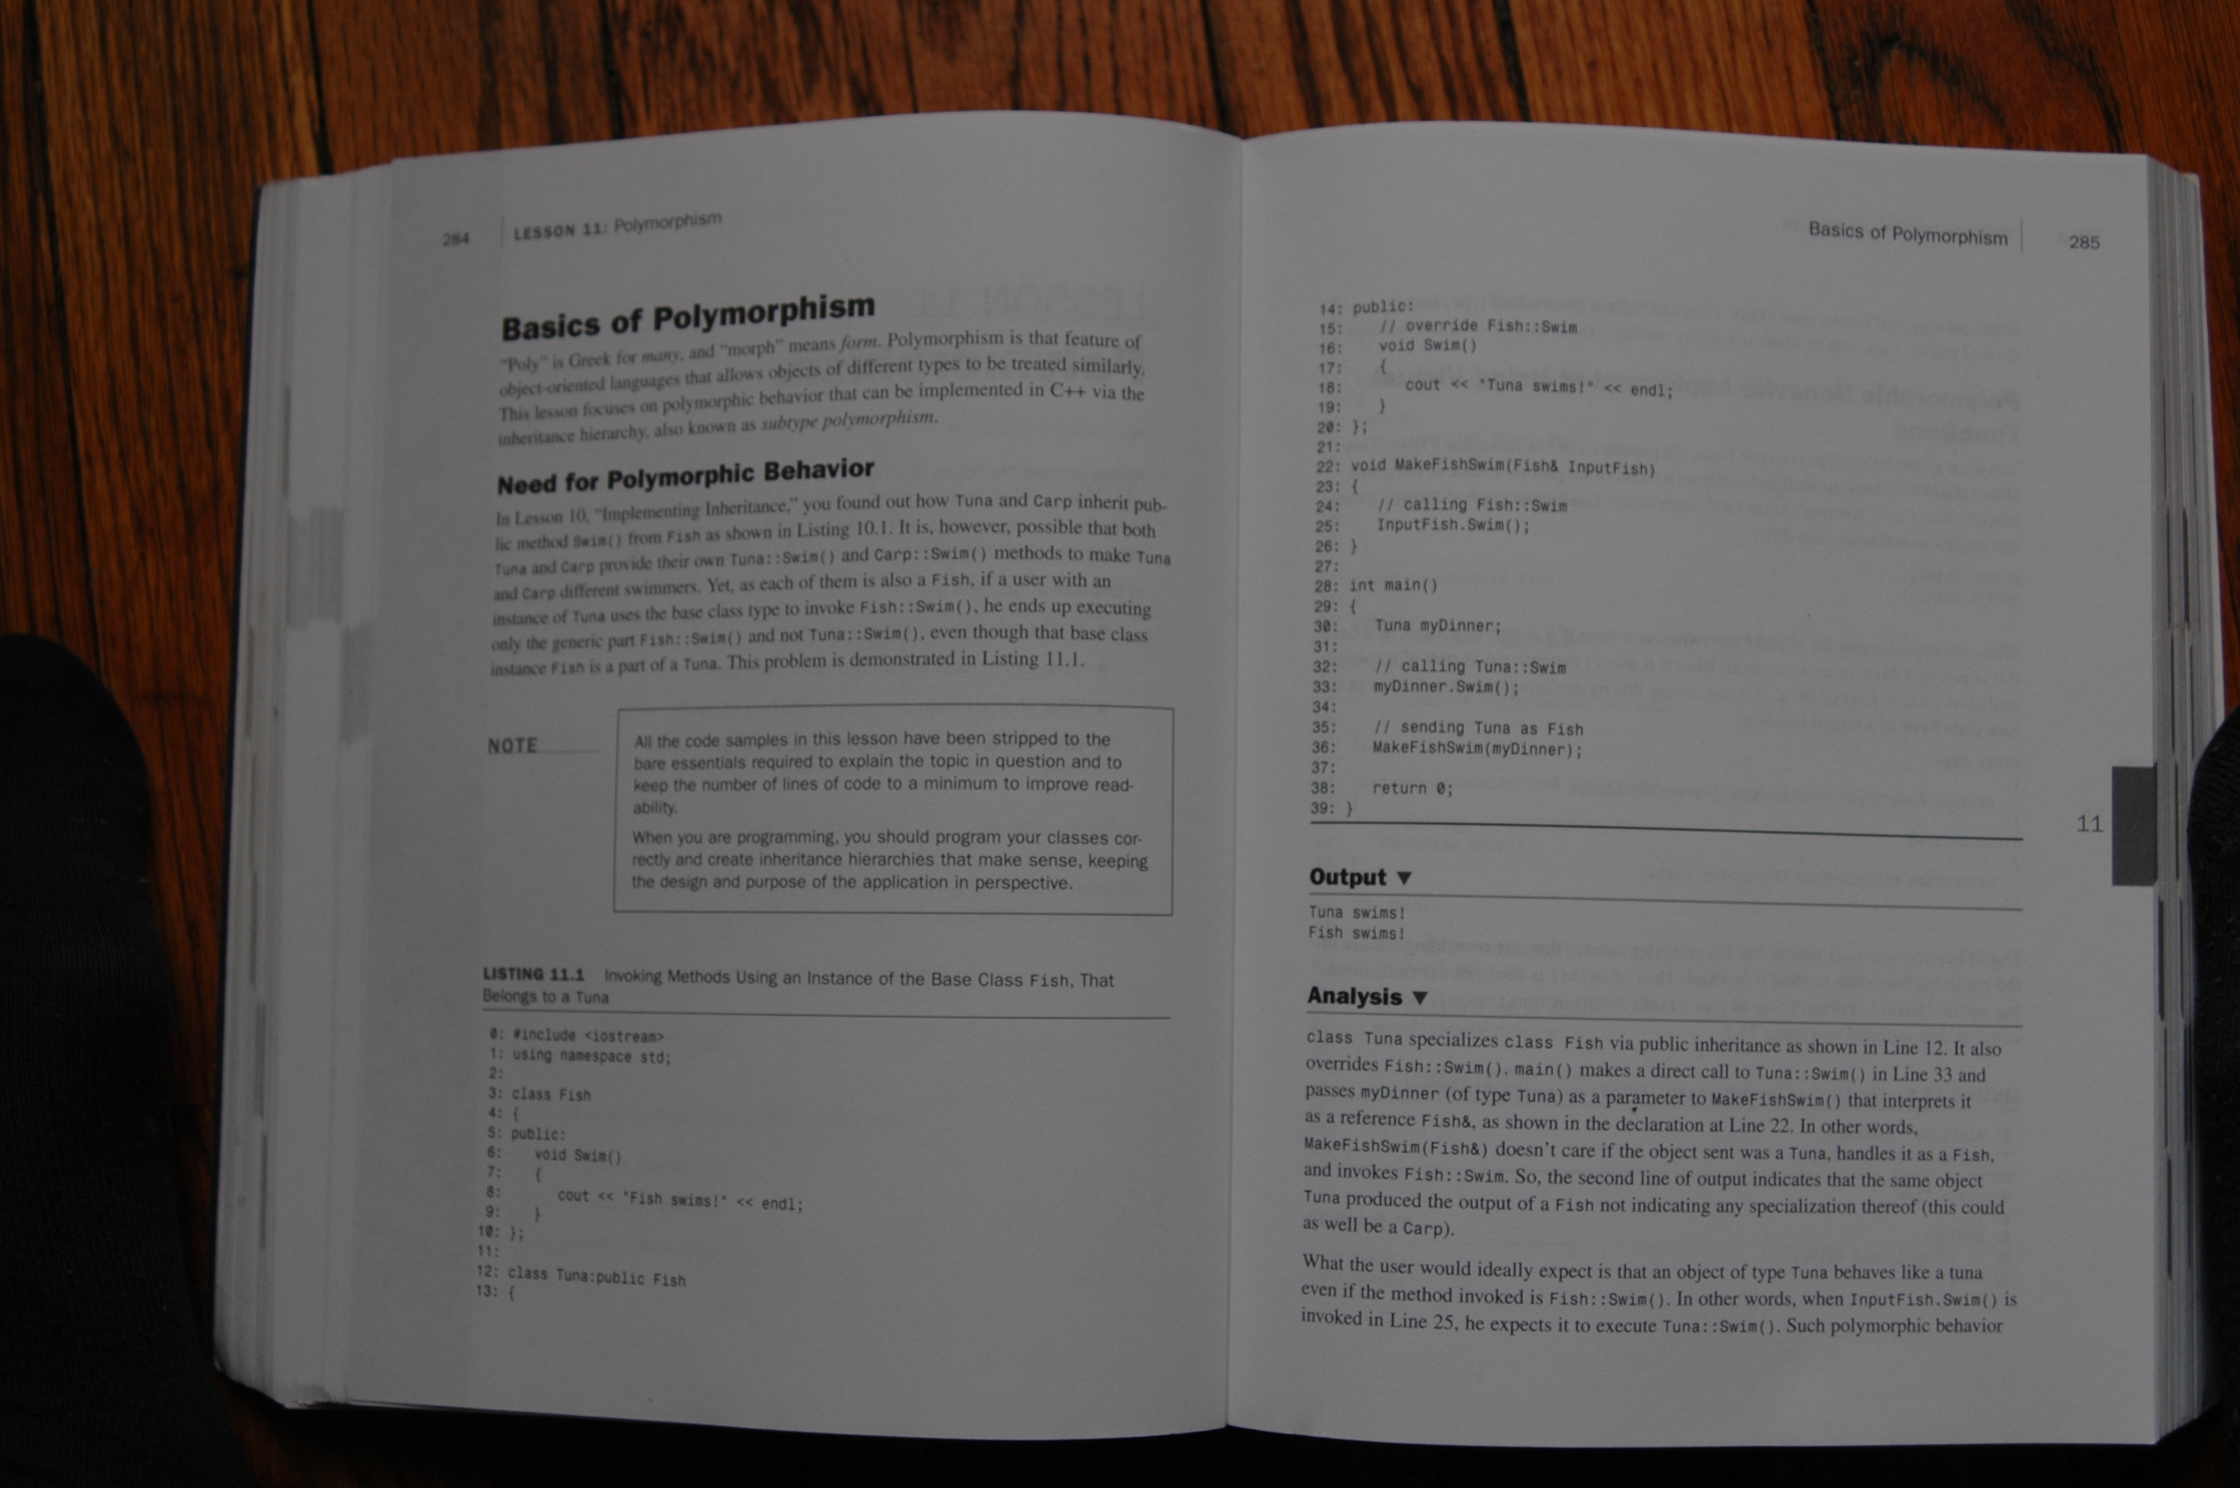 284 LESSON 11: Polymorphism
Basics of Polymorphism
"Poly" is Greek for many, and "morph" means form. Polymorphism is that feature of
object-oriented languages that allows objects of different types to be treated similarly.
This lesson focuses on polymorphic behavior that can be implemented in C++ via the
inheritance hierarchy, also known as subtype polymorphism.
Need for Polymorphic Behavior
In Lesson 10, "Implementing Inheritance," you found out how Tuna and Carp inherit pub-
lic method Swim() from Fish as shown in Listing 10.1. It is, however, possible that both
Tuna and Carp provide their own Tuna::Swim() and Carp::Swim() methods to make Tuna
and Carp different swimmers. Yet, as each of them is also a Fish, if a user with an
instance of Tuna uses the base class type to invoke Fish::Swim(), he ends up executing
only the generic part Fish::Swim() and not Tuna::Swim(), even though that base class
instance Fish is a part of a Tuna. This problem is demonstrated in Listing 11.1.
NOTE
All the code samples in this lesson have been stripped to the
bare essentials required to explain the topic in question and to
keep the number of lines of code to a minimum to improve read-
ability.
When you are programming, you should program your classes cor-
rectly and create inheritance hierarchies that make sense, keeping
the design and purpose of the application in perspective.
LISTING 11.1 Invoking Methods Using an Instance of the Base Class Fish, That
Belongs to a Tuna
0: #include <iostream>
1: using namespace std;
2:
3: class Fish
4: {
5: public:
6: void Swim()
7: {
8: cout << "Fish swims!" << endl;
9: }
10: };
11:
12: class Tuna:public Fish
13: {
Basics of Polymorphism 285
14: public:
15: // override Fish::Swim
16: void Swim()
17: {
18: cout << "Tuna swims!" << endl;
19: }
20: };
21:
22: void MakeFishSwim(Fish& InputFish)
23: {
24: // calling Fish::Swim
25: InputFish.Swim();
26: }
27:
28: int main()
29: {
30: Tuna myDinner;
31:
32: // calling Tuna::Swim
33: myDinner.Swim();
34:
35: // sending Tuna as Fish
36: MakeFishSwim(myDinner);
37:
38: return 0;
39: }
11
Output ▼
Tuna swims!
Fish swims!
Analysis ▼
class Tuna specializes class Fish via public inheritance as shown in Line 12. It also
overrides Fish::Swim(). main() makes a direct call to Tuna::Swim() in Line 33 and
passes myDinner (of type Tuna) as a parameter to MakeFishSwim() that interprets it
as a reference Fish&, as shown in the declaration at Line 22. In other words,
MakeFishSwim(Fish&) doesn't care if the object sent was a Tuna, handles it as a Fish,
and invokes Fish::Swim. So, the second line of output indicates that the same object
Tuna produced the output of a Fish not indicating any specialization thereof (this could
as well be a Carp).
What the user would ideally expect is that an object of type Tuna behaves like a tuna
even if the method invoked is Fish::Swim(). In other words, when InputFish.Swim() is
invoked in Line 25, he expects it to execute Tuna::Swim(). Such polymorphic behavior